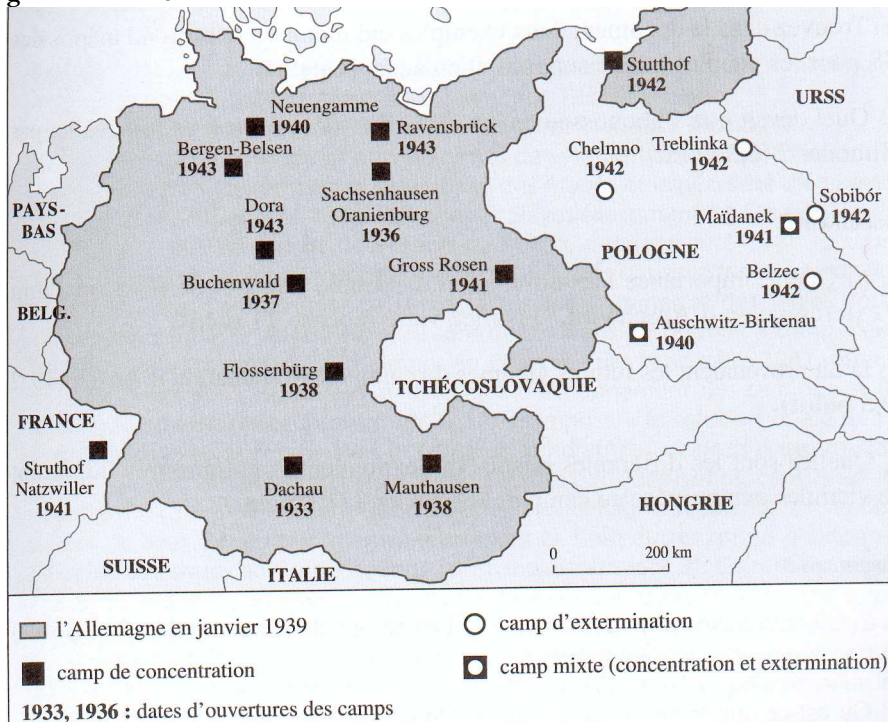 Stutthof
1942
URSS
Neuengamme
1940
Ravensbrück
1943
Bergen-Belsen
1943
Chelmno
1942
Treblinka
1942
Sachsenhausen
Oranienburg
1936
Sobibór
1942
PAYS-
BAS
Dora
1943
Maïdanek
1941
POLOGNE
Gross Rosen
1941
Belzec
1942
Buchenwald
1937
BELG.
Auschwitz-Birkenau
1940
Flossenbürg
1938
TCHÉCOSLOVAQUIE
FRANCE
Struthof
Natzwiller
1941
Dachau
1933
Mauthausen
1938
HONGRIE
0 200 km
SUISSE
ITALIE
l'Allemagne en janvier 1939
camp d'extermination
camp de concentration
camp mixte (concentration et extermination)
1933, 1936 : dates d'ouvertures des camps